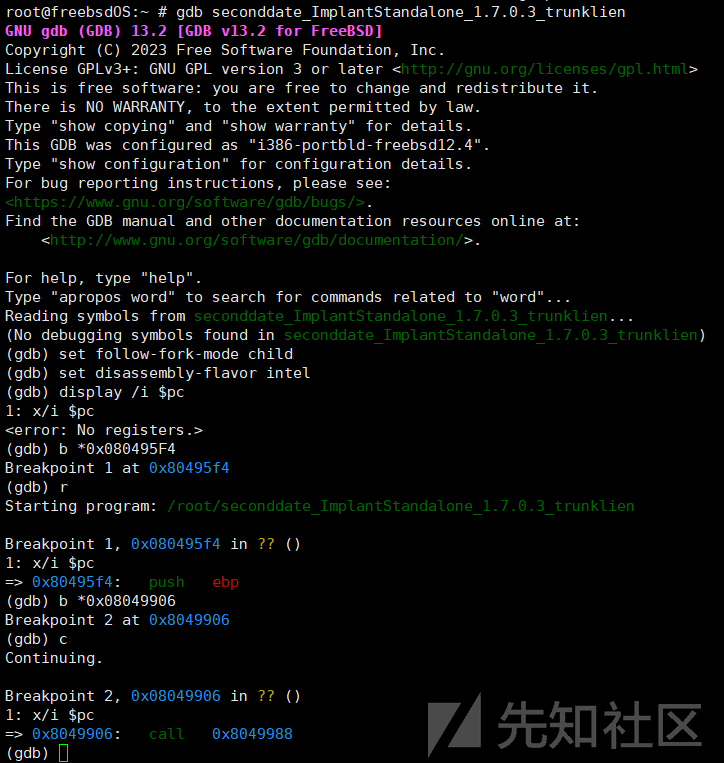 root@freebsdOS:~ # gdb seconddate_ImplantStandalone_1.7.0.3_trunklien
GNU gdb (GDB) 13.2 [GDB v13.2 for FreeBSD]
Copyright (C) 2023 Free Software Foundation, Inc.
License GPLv3+: GNU GPL version 3 or later <http://gnu.org/licenses/gpl.html>
This is free software: you are free to change and redistribute it.
There is NO WARRANTY, to the extent permitted by law.
Type "show copying" and "show warranty" for details.
This GDB was configured as "i386-portbld-freebsd12.4".
Type "show configuration" for configuration details.
For bug reporting instructions, please see:
<https://www.gnu.org/software/gdb/bugs/>.
Find the GDB manual and other documentation resources online at:
    <http://www.gnu.org/software/gdb/documentation/>.

For help, type "help".
Type "apropos word" to search for commands related to "word"...
Reading symbols from seconddate_ImplantStandalone_1.7.0.3_trunklien...
(No debugging symbols found in seconddate_ImplantStandalone_1.7.0.3_trunklien)
(gdb) set follow-fork-mode child
(gdb) set disassembly-flavor intel
(gdb) display /i $pc
1: x/i $pc
<error: No registers.>
(gdb) b *0x080495F4
Breakpoint 1 at 0x80495f4
(gdb) r
Starting program: /root/seconddate_ImplantStandalone_1.7.0.3_trunklien

Breakpoint 1, 0x080495f4 in ?? ()
1: x/i $pc
=> 0x80495f4:   push   ebp
(gdb) b *0x08049906
Breakpoint 2 at 0x8049906
(gdb) c
Continuing.

Breakpoint 2, 0x08049906 in ?? ()
1: x/i $pc
=> 0x8049906:   call   0x8049988
(gdb)
先知社区